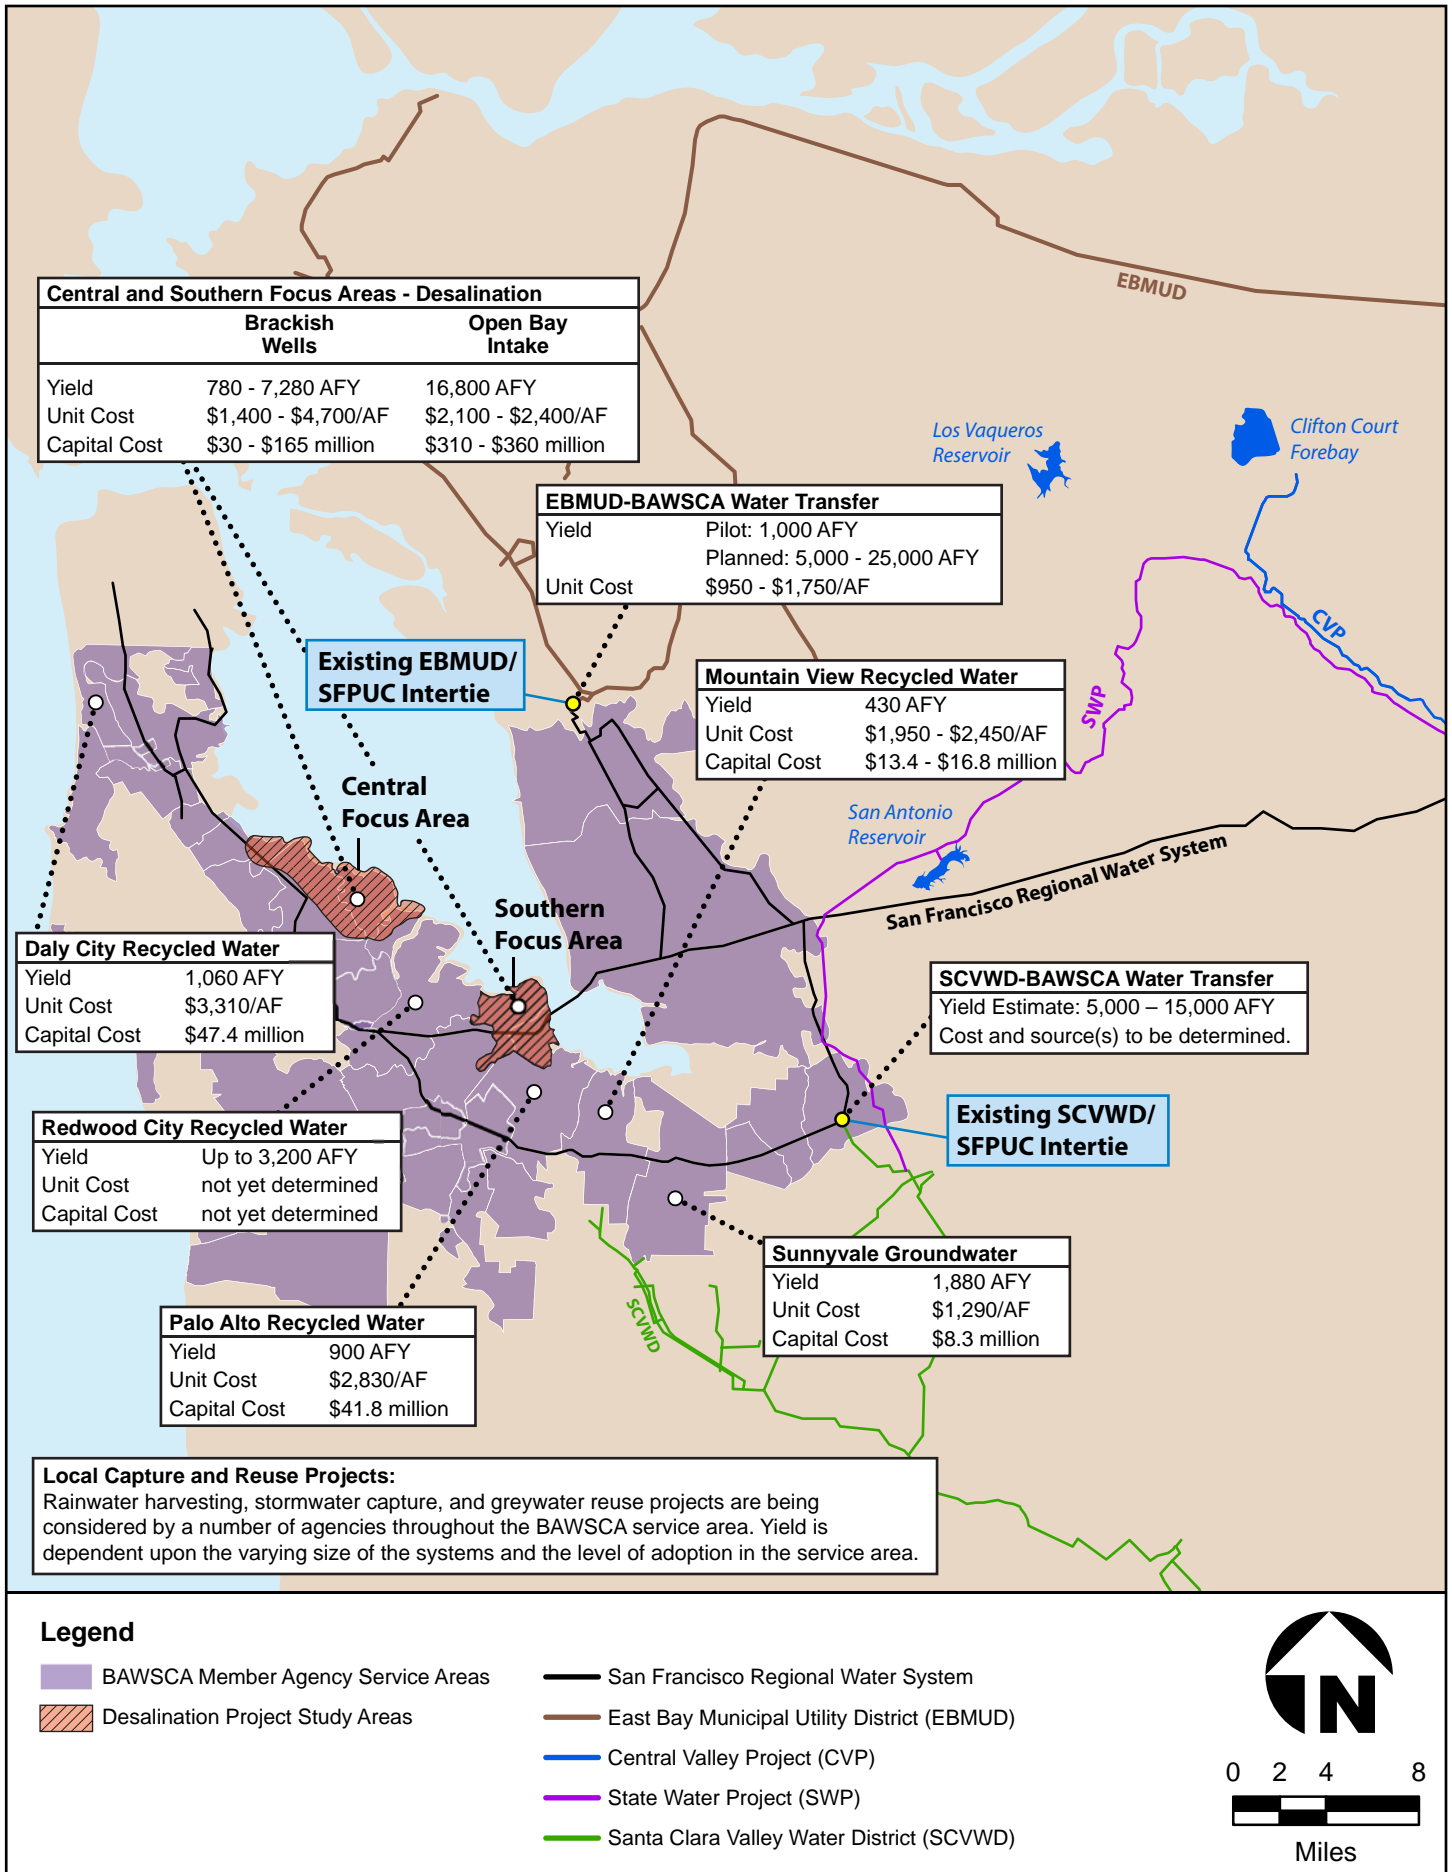 EBMUD
Central and Southern Focus Areas - Desalination
Brackish Wells
Open Bay Intake
Yield 780 - 7,280 AFY 16,800 AFY
Unit Cost $1,400 - $4,700/AF $2,100 - $2,400/AF
Capital Cost $30 - $165 million $310 - $360 million
Los Vaqueros
Reservoir
Clifton Court
Forebay
EBMUD-BAWSCA Water Transfer
Yield Pilot: 1,000 AFY
Planned: 5,000 - 25,000 AFY
Unit Cost $950 - $1,750/AF
CVP
Existing EBMUD/
SFPUC Intertie
Mountain View Recycled Water
Yield 430 AFY
Unit Cost $1,950 - $2,450/AF
Capital Cost $13.4 - $16.8 million
SWP
Central
Focus Area
San Antonio
Reservoir
San Francisco Regional Water System
Southern
Focus Area
Daly City Recycled Water
Yield 1,060 AFY
Unit Cost $3,310/AF
Capital Cost $47.4 million
SCVWD-BAWSCA Water Transfer
Yield Estimate: 5,000 – 15,000 AFY
Cost and source(s) to be determined.
Existing SCVWD/
SFPUC Intertie
Redwood City Recycled Water
Yield Up to 3,200 AFY
Unit Cost not yet determined
Capital Cost not yet determined
Sunnyvale Groundwater
Yield 1,880 AFY
Unit Cost $1,290/AF
Capital Cost $8.3 million
SCVWD
Palo Alto Recycled Water
Yield 900 AFY
Unit Cost $2,830/AF
Capital Cost $41.8 million
Local Capture and Reuse Projects:
Rainwater harvesting, stormwater capture, and greywater reuse projects are being
considered by a number of agencies throughout the BAWSCA service area. Yield is
dependent upon the varying size of the systems and the level of adoption in the service area.
Legend
BAWSCA Member Agency Service Areas
Desalination Project Study Areas
San Francisco Regional Water System
East Bay Municipal Utility District (EBMUD)
Central Valley Project (CVP)
State Water Project (SWP)
Santa Clara Valley Water District (SCVWD)
N
0 2 4 8
Miles